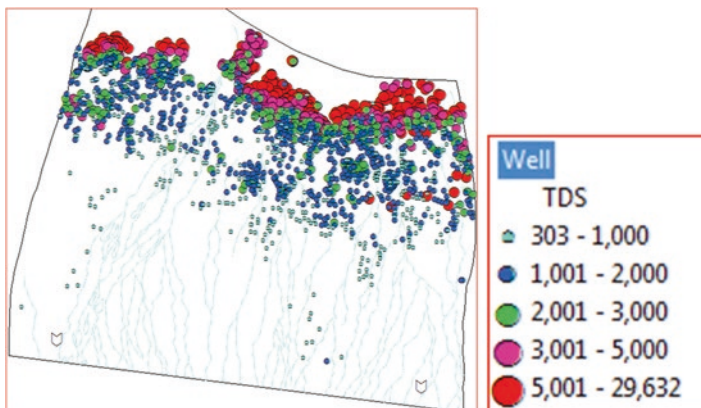 Well
TDS
303 - 1,000
1,001 - 2,000
2,001 - 3,000
3,001 - 5,000
5,001 - 29,632